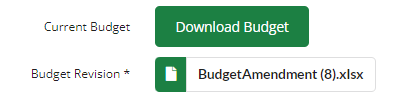 Current Budget Download Budget
Budget Revision * BudgetAmendment (8).xlsx